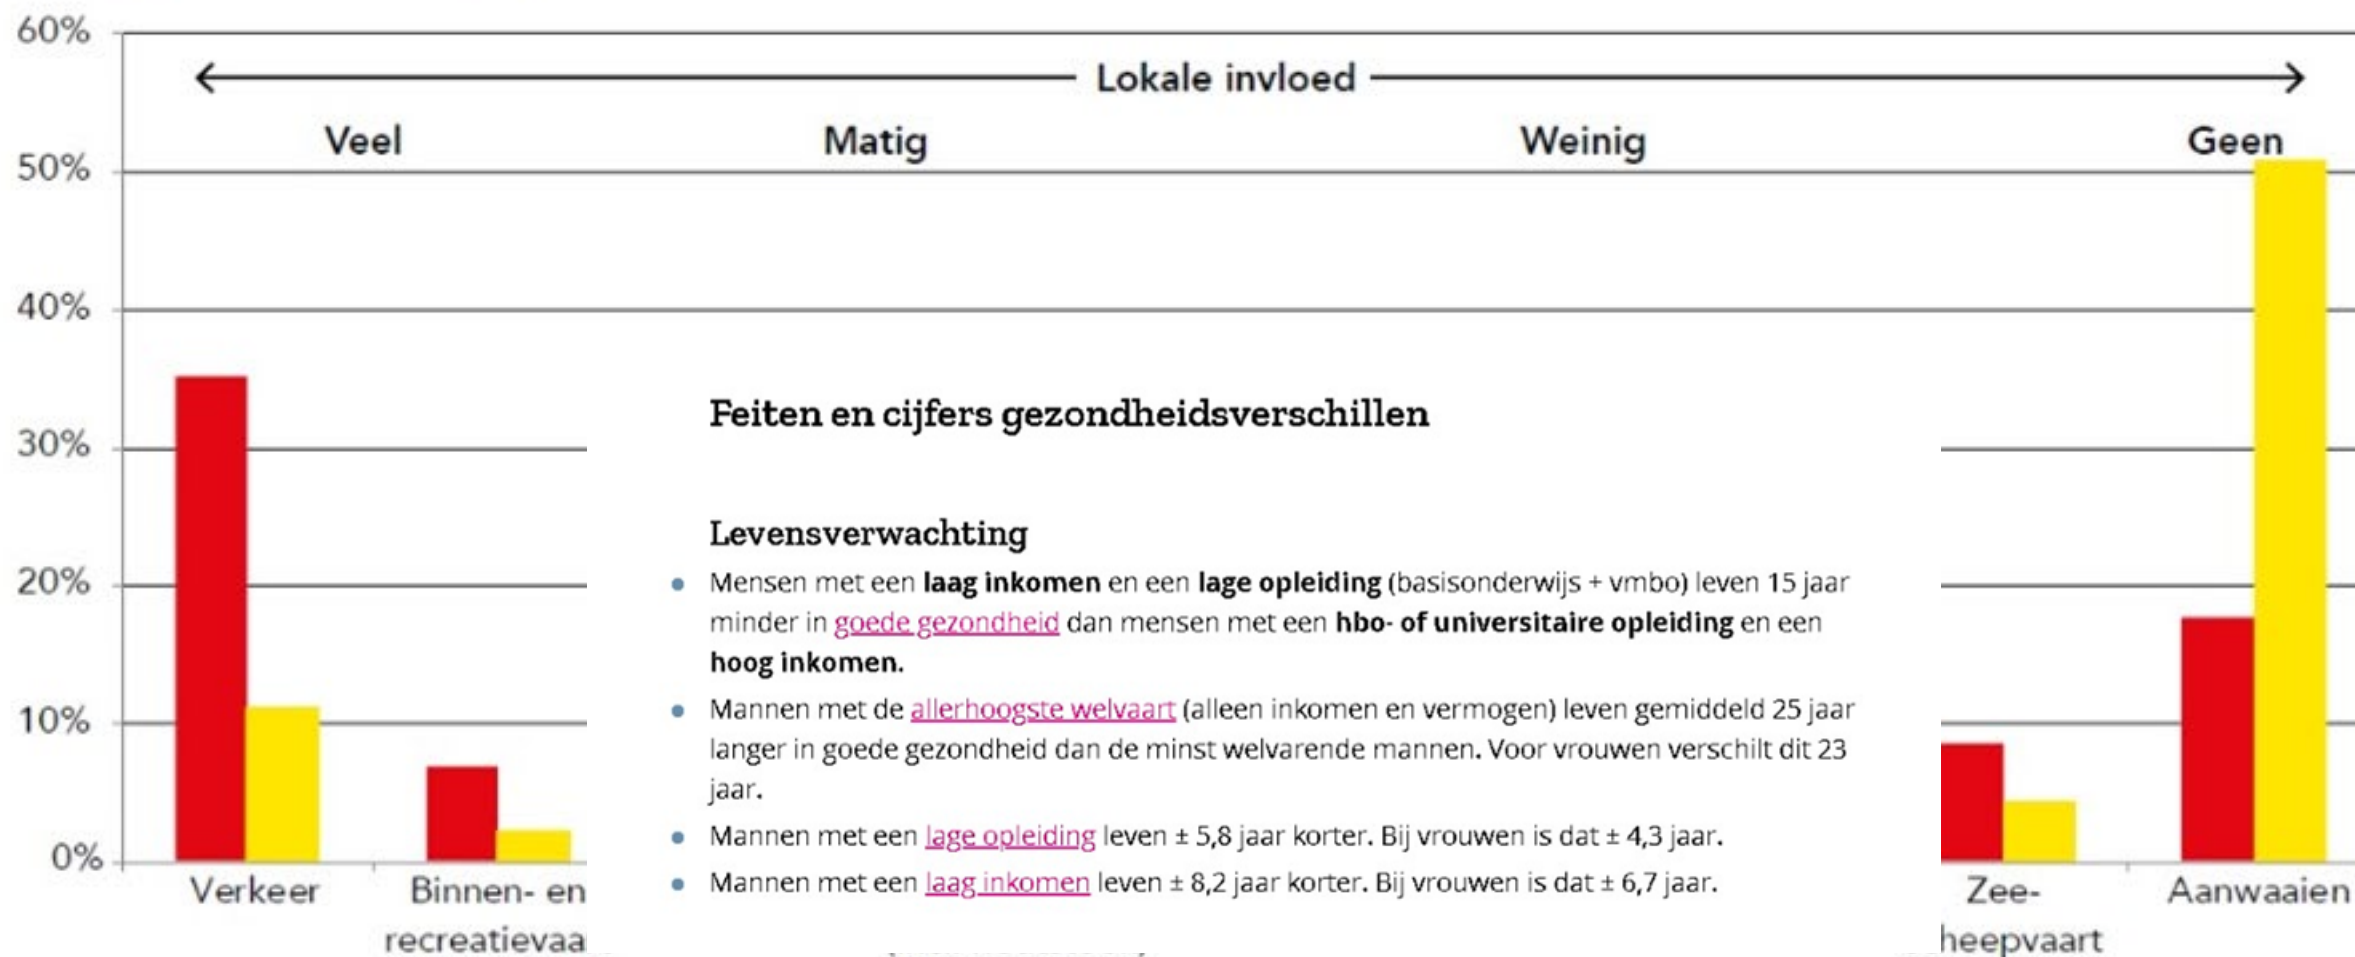 60%
Lokale invloed
Veel Matig Weinig Geen
50%
40%
30%
20%
10%
0%
Feiten en cijfers gezondheidsverschillen
Levensverwachting
Mensen met een laag inkomen en een lage opleiding (basisonderwijs + vmbo) leven 15 jaar
minder in goede gezondheid dan mensen met een hbo- of universitaire opleiding en een
hoog inkomen.
Mannen met de allerhoogste welvaart (alleen inkomen en vermogen) leven gemiddeld 25 jaar
langer in goede gezondheid dan de minst welvarende mannen. Voor vrouwen verschilt dit 23
jaar.
Mannen met een lage opleiding leven ± 5,8 jaar korter. Bij vrouwen is dat ± 4,3 jaar.
Mannen met een laag inkomen leven ± 8,2 jaar korter. Bij vrouwen is dat ± 6,7 jaar.
Verkeer Binnen- en Zee- Aanwaaien
recreatievaa heepvaart